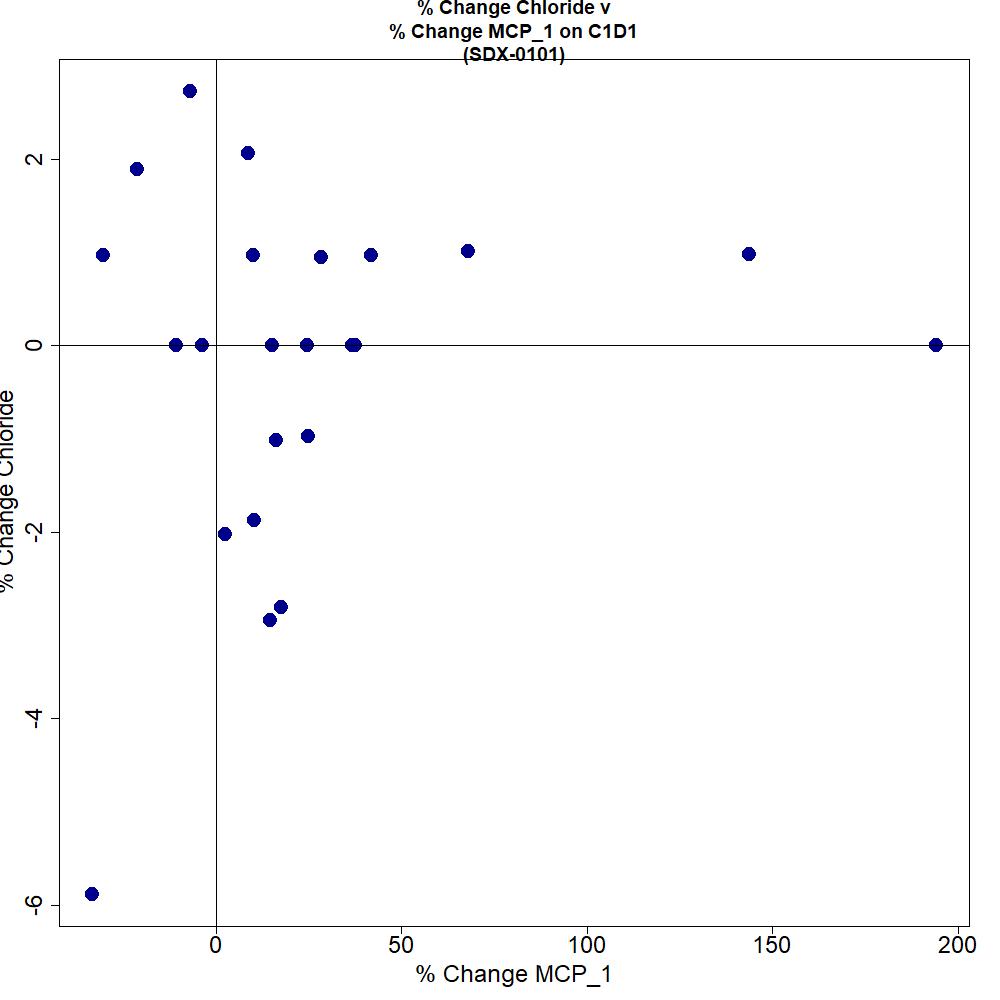 % Change Chloride v
% Change MCP_1 on C1D1
(SDX-0101)
% Change Chloride
2
0
-2
-4
-6
0
50
100
150
200
% Change MCP_1